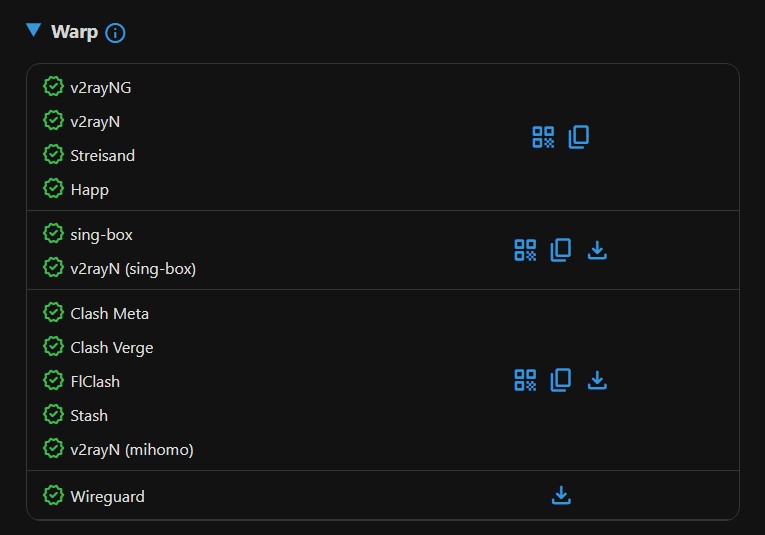 Warp
v2rayNG
v2rayN
Streisand
Happ
sing-box
v2rayN (sing-box)
Clash Meta
Clash Verge
FlClash
Stash
v2rayN (mihomo)
Wireguard